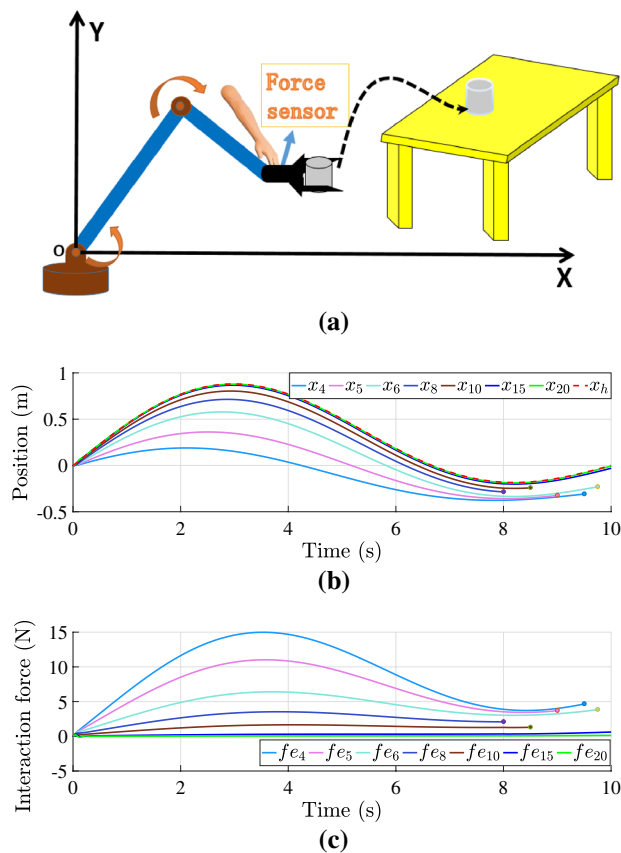 Y
Force
sensor
O
X
(a)
Position (m)
1
0.5
0
-0.5
x4 x5 x6 x8 x10 x15 x20 xh
0 2 4 6 8 10
Time (s)
(b)
Interaction force (N)
15
10
5
0
-5
fe4 fe5 fe6 fe8 fe10 fe15 fe20
0 2 4 6 8 10
Time (s)
(c)